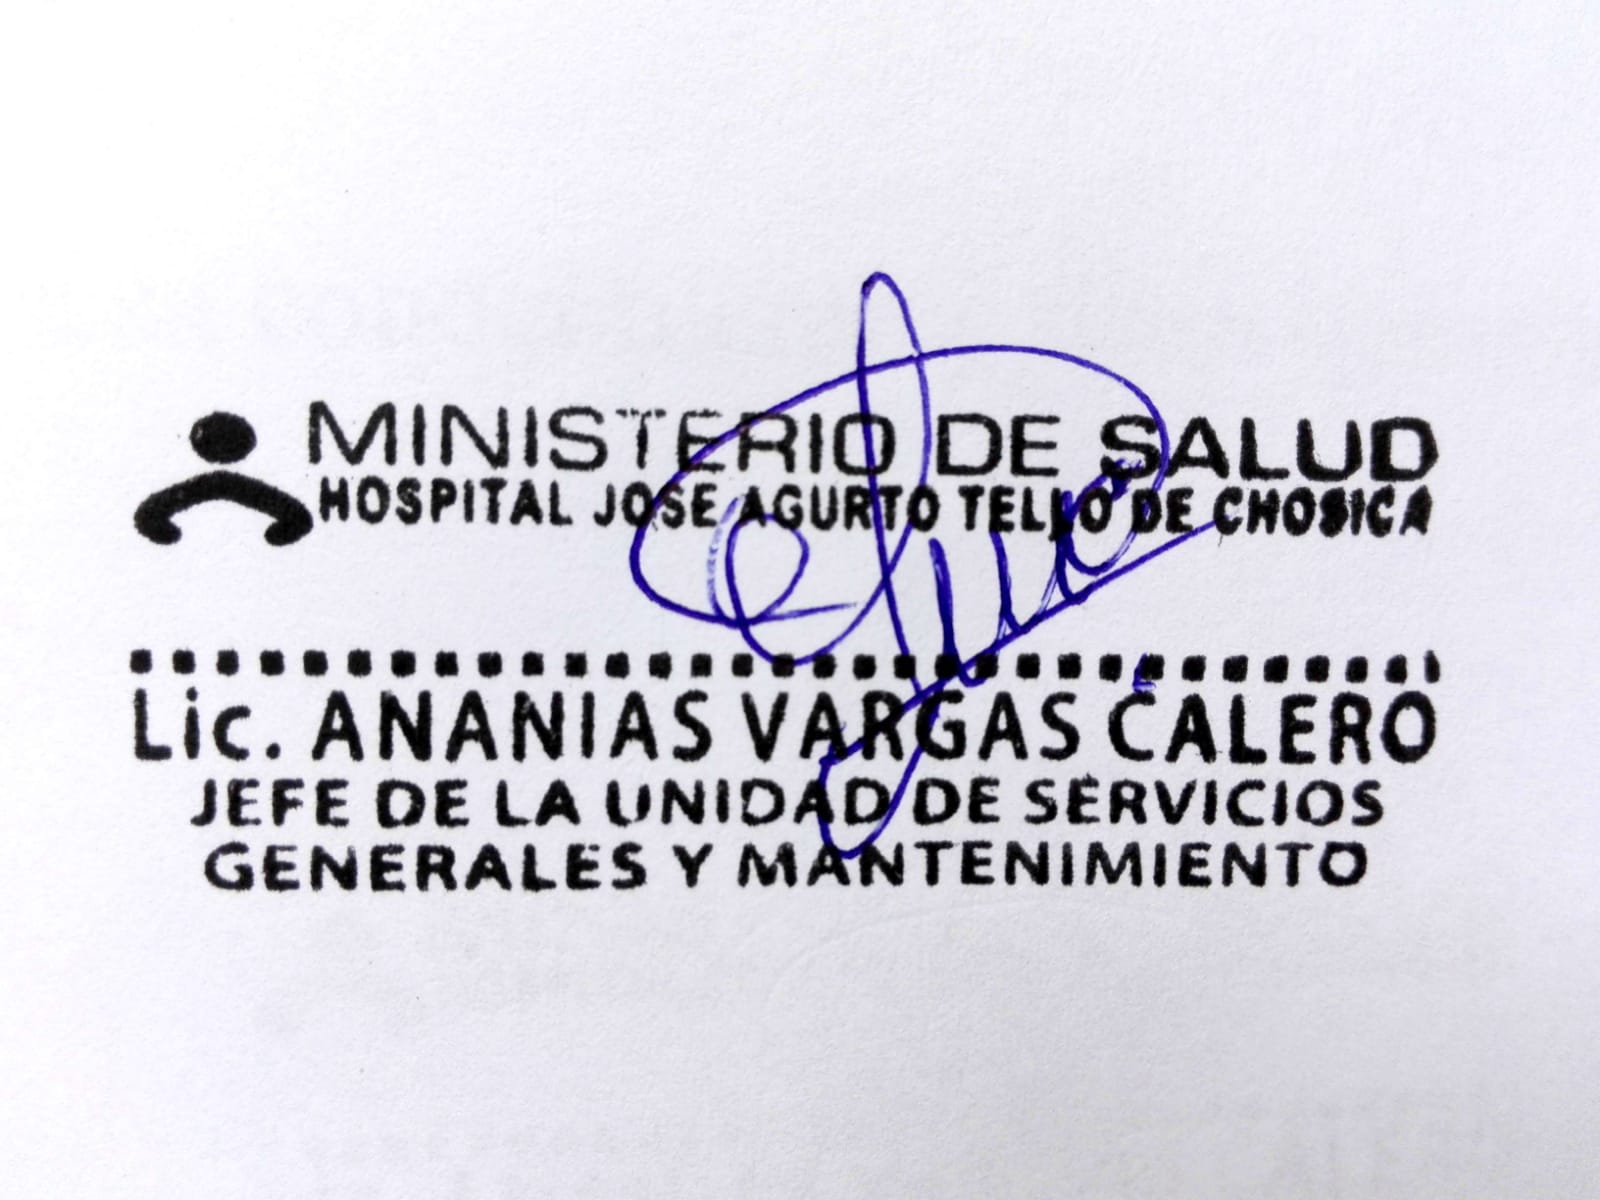 MINISTERIO DE SALUD
HOSPITAL JOSE AGURTO TELLO DE CHOSICA
Lic. ANANIAS VARGAS CALERO
JEFE DE LA UNIDAD DE SERVICIOS
GENERALES Y MANTENIMIENTO